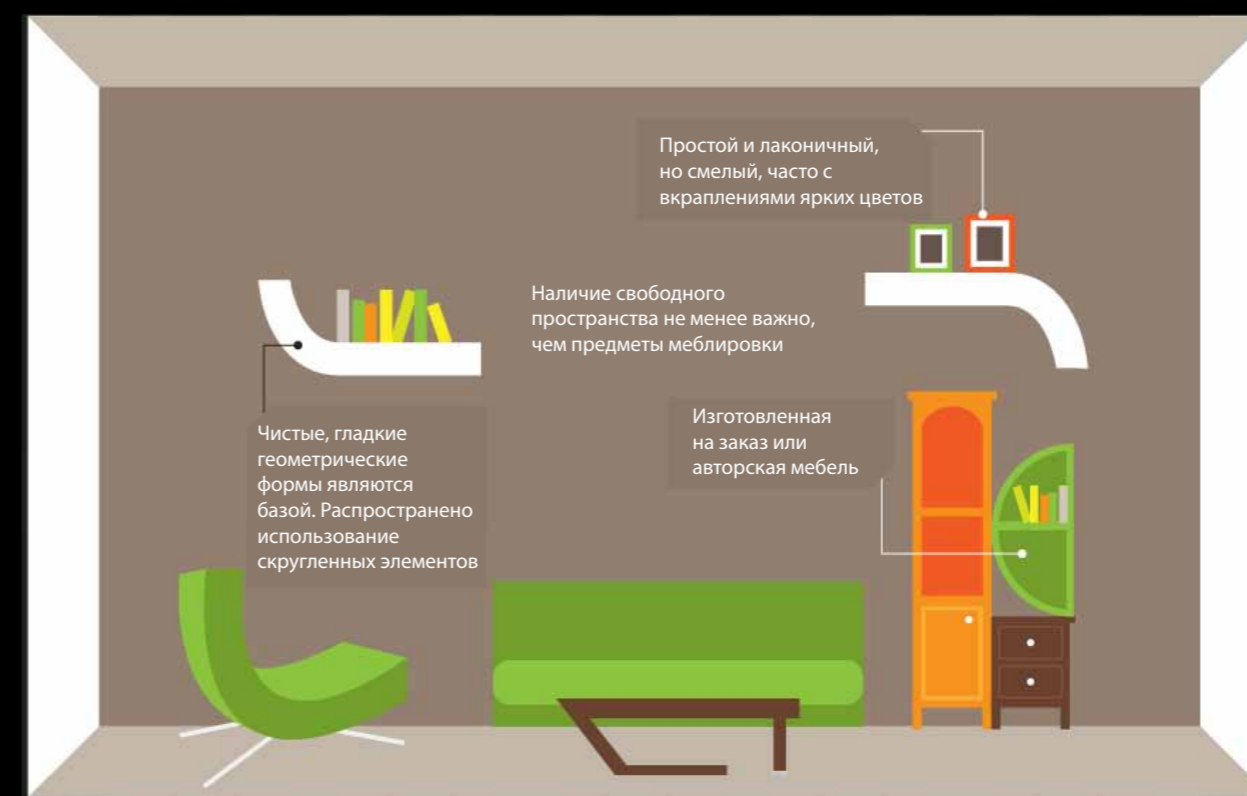 Простой и лаконичный,
но смелый, часто с
вкраплениями ярких цветов
Наличие свободного
пространства не менее важно,
чем предметы меблировки
Чистые, гладкие
геометрические
формы являются
базой. Распространено
использование
скругленных элементов
Изготовленная
на заказ или
авторская мебель